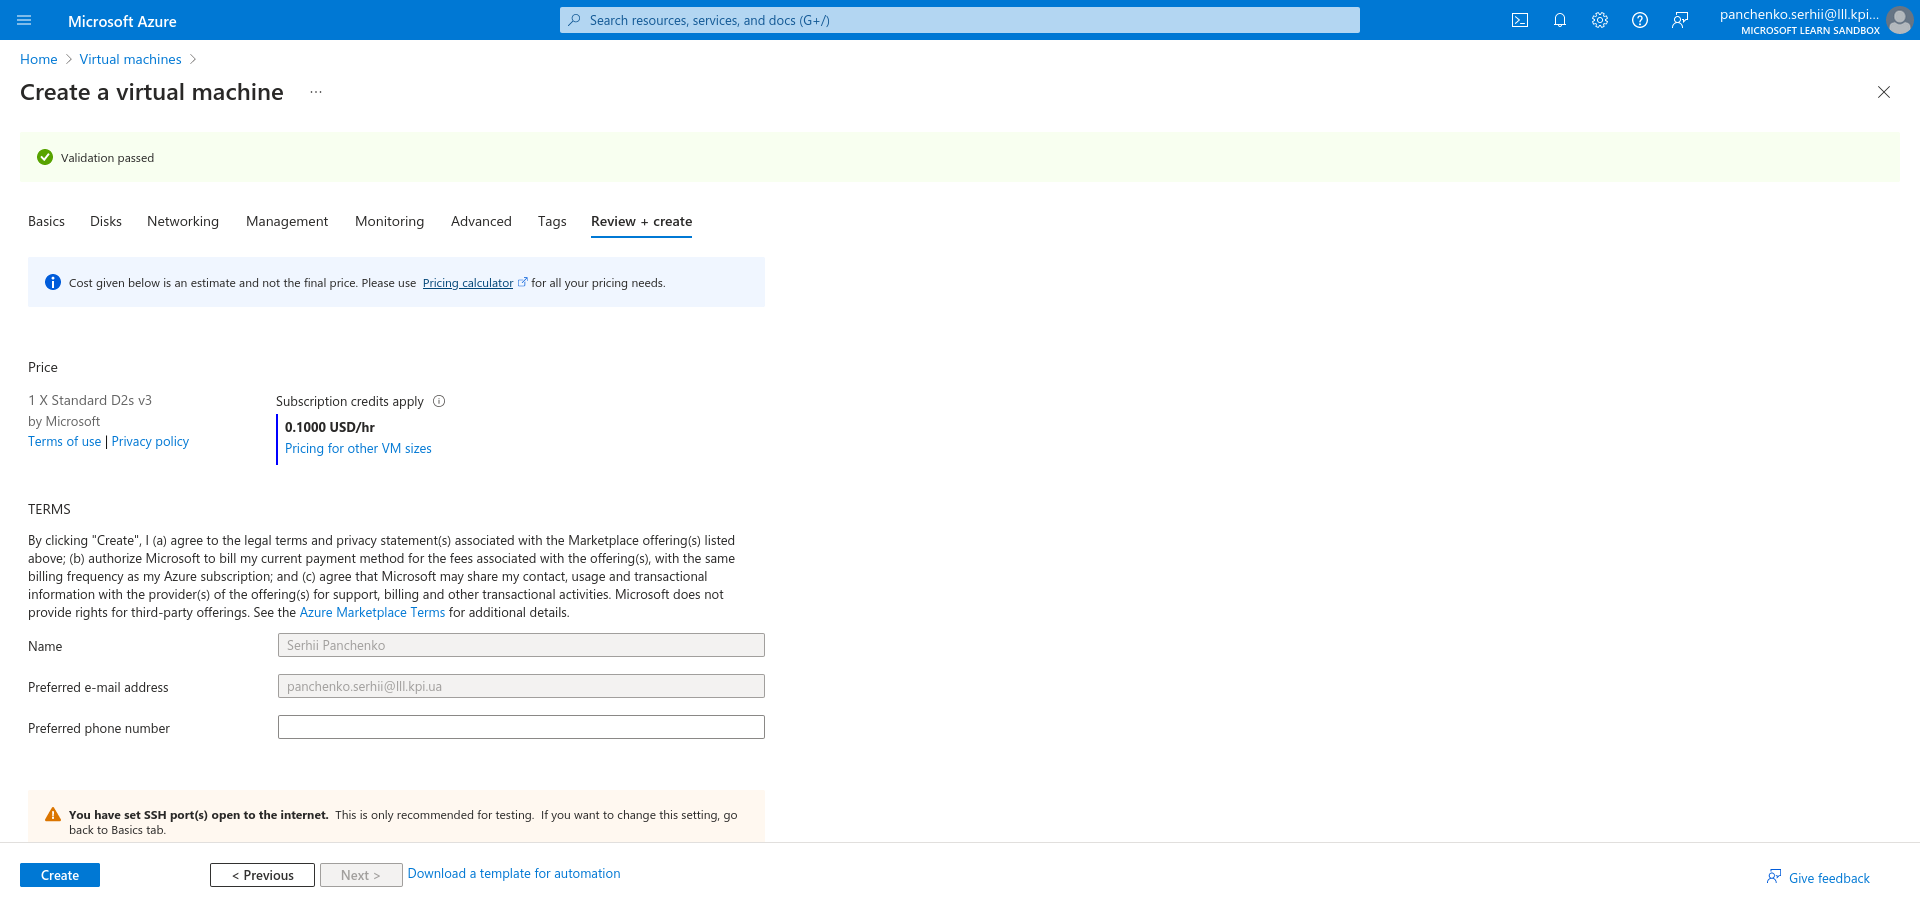 Microsoft Azure
Search resources, services, and docs (G+/)
panchenko.serhii@lll.kpi...
MICROSOFT LEARN SANDBOX
Home
Virtual machines
Create a virtual machine
...
Validation passed
Basics
Disks
Networking
Management
Monitoring
Advanced
Tags
Review + create
Cost given below is an estimate and not the final price. Please use Pricing calculator for all your pricing needs.
Price
1 X Standard D2s v3
by Microsoft
Terms of use | Privacy policy
Subscription credits apply
0.1000 USD/hr
Pricing for other VM sizes
TERMS
By clicking "Create", I (a) agree to the legal terms and privacy statement(s) associated with the Marketplace offering(s) listed
above; (b) authorize Microsoft to bill my current payment method for the fees associated with the offering(s), with the same
billing frequency as my Azure subscription; and (c) agree that Microsoft may share my contact, usage and transactional
information with the provider(s) of the offering(s) for support, billing and other transactional activities. Microsoft does not
provide rights for third-party offerings. See the Azure Marketplace Terms for additional details.
Name
Serhii Panchenko
Preferred e-mail address
panchenko.serhii@lll.kpi.ua
Preferred phone number
You have set SSH port(s) open to the internet. This is only recommended for testing. If you want to change this setting, go
back to Basics tab.
Create
< Previous
Next >
Download a template for automation
Give feedback